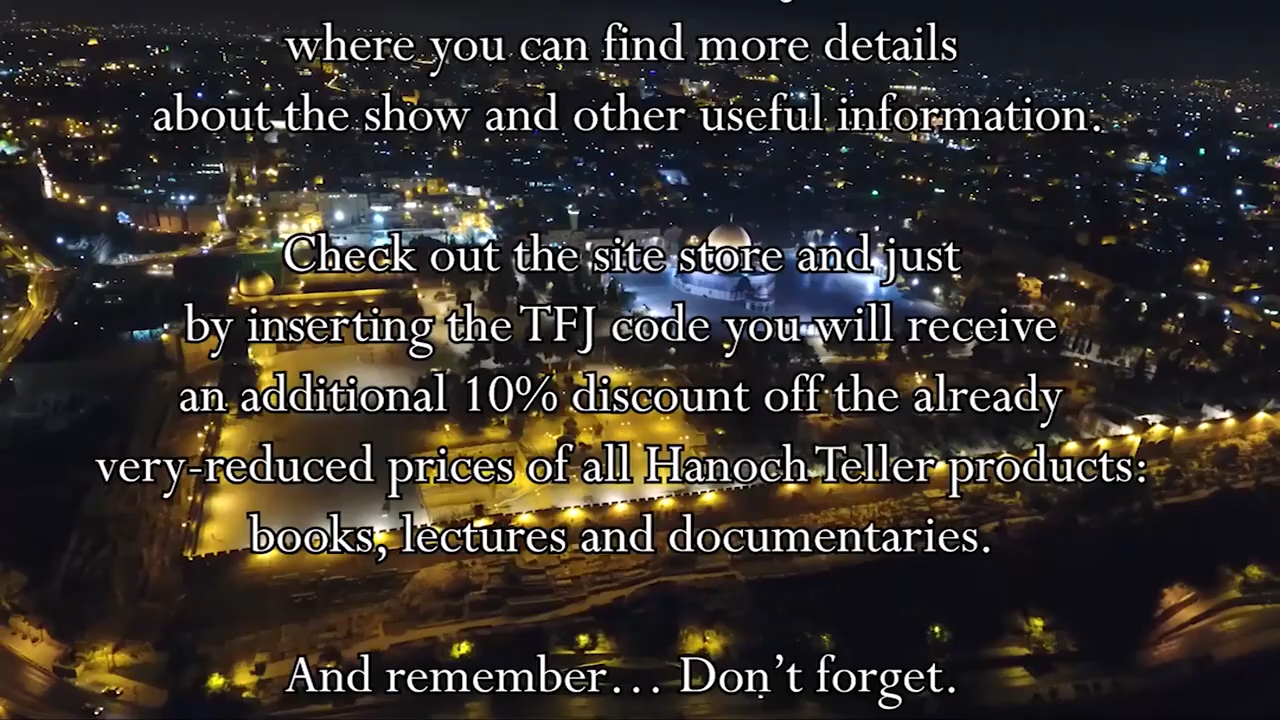 where you can find more details
about the show and other useful information.
Check out the site store and just
by inserting the TFJ code you will receive
an additional 10% discount off the already
very-reduced prices of all Hanoch Teller products:
books, lectures and documentaries.
And remember… Don’t forget.